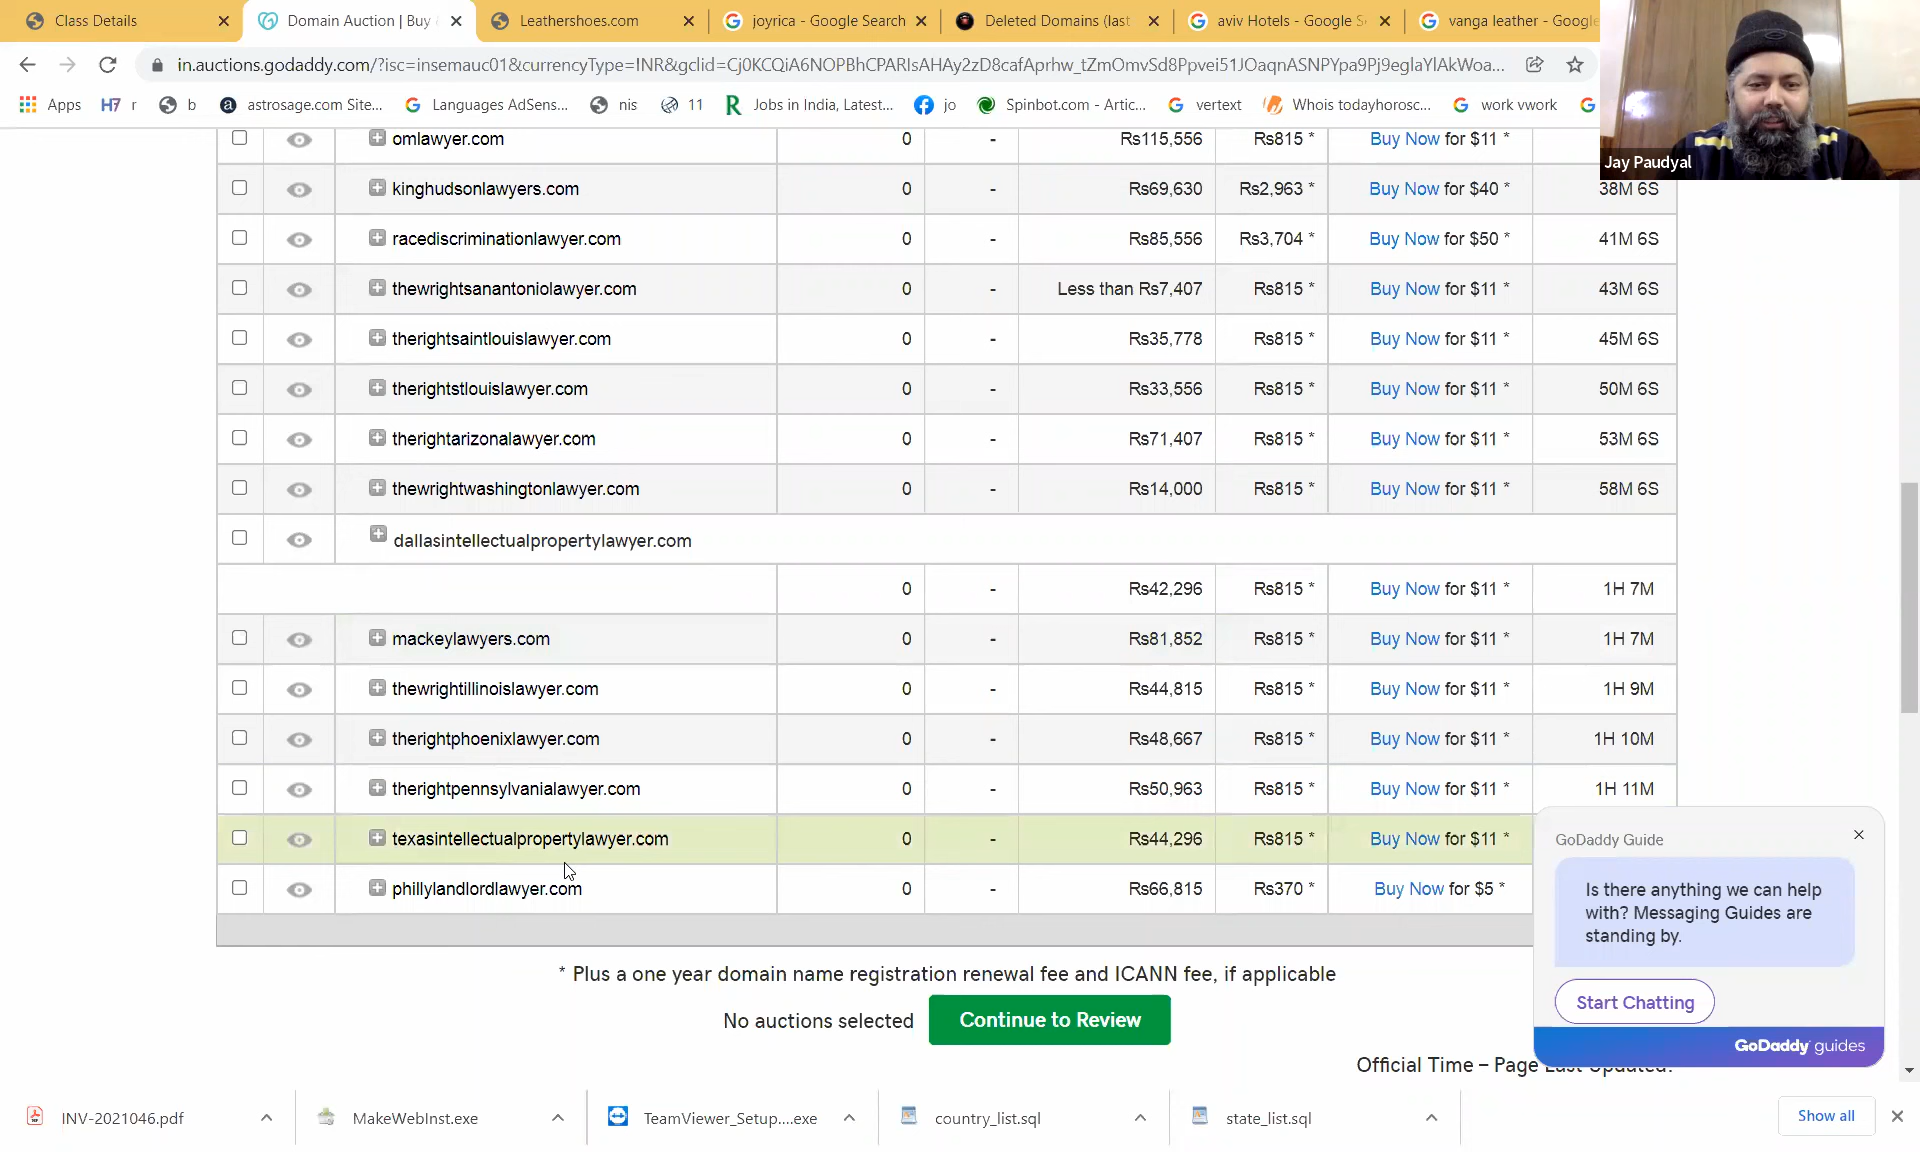 Class Details
Domain Auction | Buy
Leathershoes.com
joyrica - Google Search
Deleted Domains (last
aviv Hotels - Google S
vanga leather - Google
in.auctions.godaddy.com/?isc=insemauc01&currencyType=INR&gclid=Cj0KCQiA6NOPBhCPARIsAHAy2zD8cafAprhw_tZmOmvSd8Ppvei51JOaqnASNPYpa9Pj9eglaYlAkWoa...
Apps
H7 r
b
astrosage.com Site...
Languages AdSens...
nis
11
Jobs in India, Latest...
jo
Spinbot.com - Artic...
vertext
Whois todayhorosc...
work vwork
Jay Paudyal
omlawyer.com 0 - Rs115,556 Rs815 * Buy Now for $11 *
kinghudsonlawyers.com 0 - Rs69,630 Rs2,963 * Buy Now for $40 * 38M 6S
racediscriminationlawyer.com 0 - Rs85,556 Rs3,704 * Buy Now for $50 * 41M 6S
thewrightsanantoniolawyer.com 0 - Less than Rs7,407 Rs815 * Buy Now for $11 * 43M 6S
therightsaintlouislawyer.com 0 - Rs35,778 Rs815 * Buy Now for $11 * 45M 6S
therightstlouislawyer.com 0 - Rs33,556 Rs815 * Buy Now for $11 * 50M 6S
therightarizonalawyer.com 0 - Rs71,407 Rs815 * Buy Now for $11 * 53M 6S
thewrightwashingtonlawyer.com 0 - Rs14,000 Rs815 * Buy Now for $11 * 58M 6S
dallasintellectualpropertylawyer.com
0 - Rs42,296 Rs815 * Buy Now for $11 * 1H 7M
mackeylawyers.com 0 - Rs81,852 Rs815 * Buy Now for $11 * 1H 7M
thewrightillinoislawyer.com 0 - Rs44,815 Rs815 * Buy Now for $11 * 1H 9M
therightphoenixlawyer.com 0 - Rs48,667 Rs815 * Buy Now for $11 * 1H 10M
therightpennsylvanialawyer.com 0 - Rs50,963 Rs815 * Buy Now for $11 * 1H 11M
texasintellectualpropertylawyer.com 0 - Rs44,296 Rs815 * Buy Now for $11 *
phillylandlordlawyer.com 0 - Rs66,815 Rs370 * Buy Now for $5 *
GoDaddy Guide
Is there anything we can help
with? Messaging Guides are
standing by.
Start Chatting
GoDaddy guides
* Plus a one year domain name registration renewal fee and ICANN fee, if applicable
No auctions selected
Continue to Review
Official Time – Page Last Updated:
INV-2021046.pdf
MakeWebInst.exe
TeamViewer_Setup....exe
country_list.sql
state_list.sql
Show all